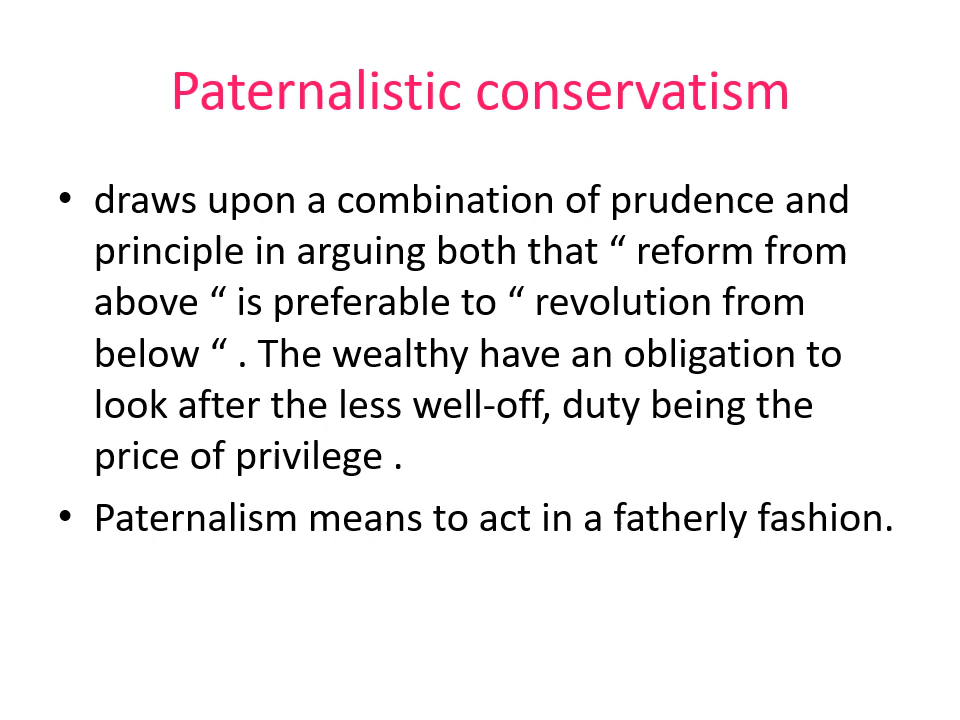 Paternalistic conservatism
• draws upon a combination of prudence and
principle in arguing both that “ reform from
above “ is preferable to “ revolution from
below “ . The wealthy have an obligation to
look after the less well-off, duty being the
price of privilege .
• Paternalism means to act in a fatherly fashion.